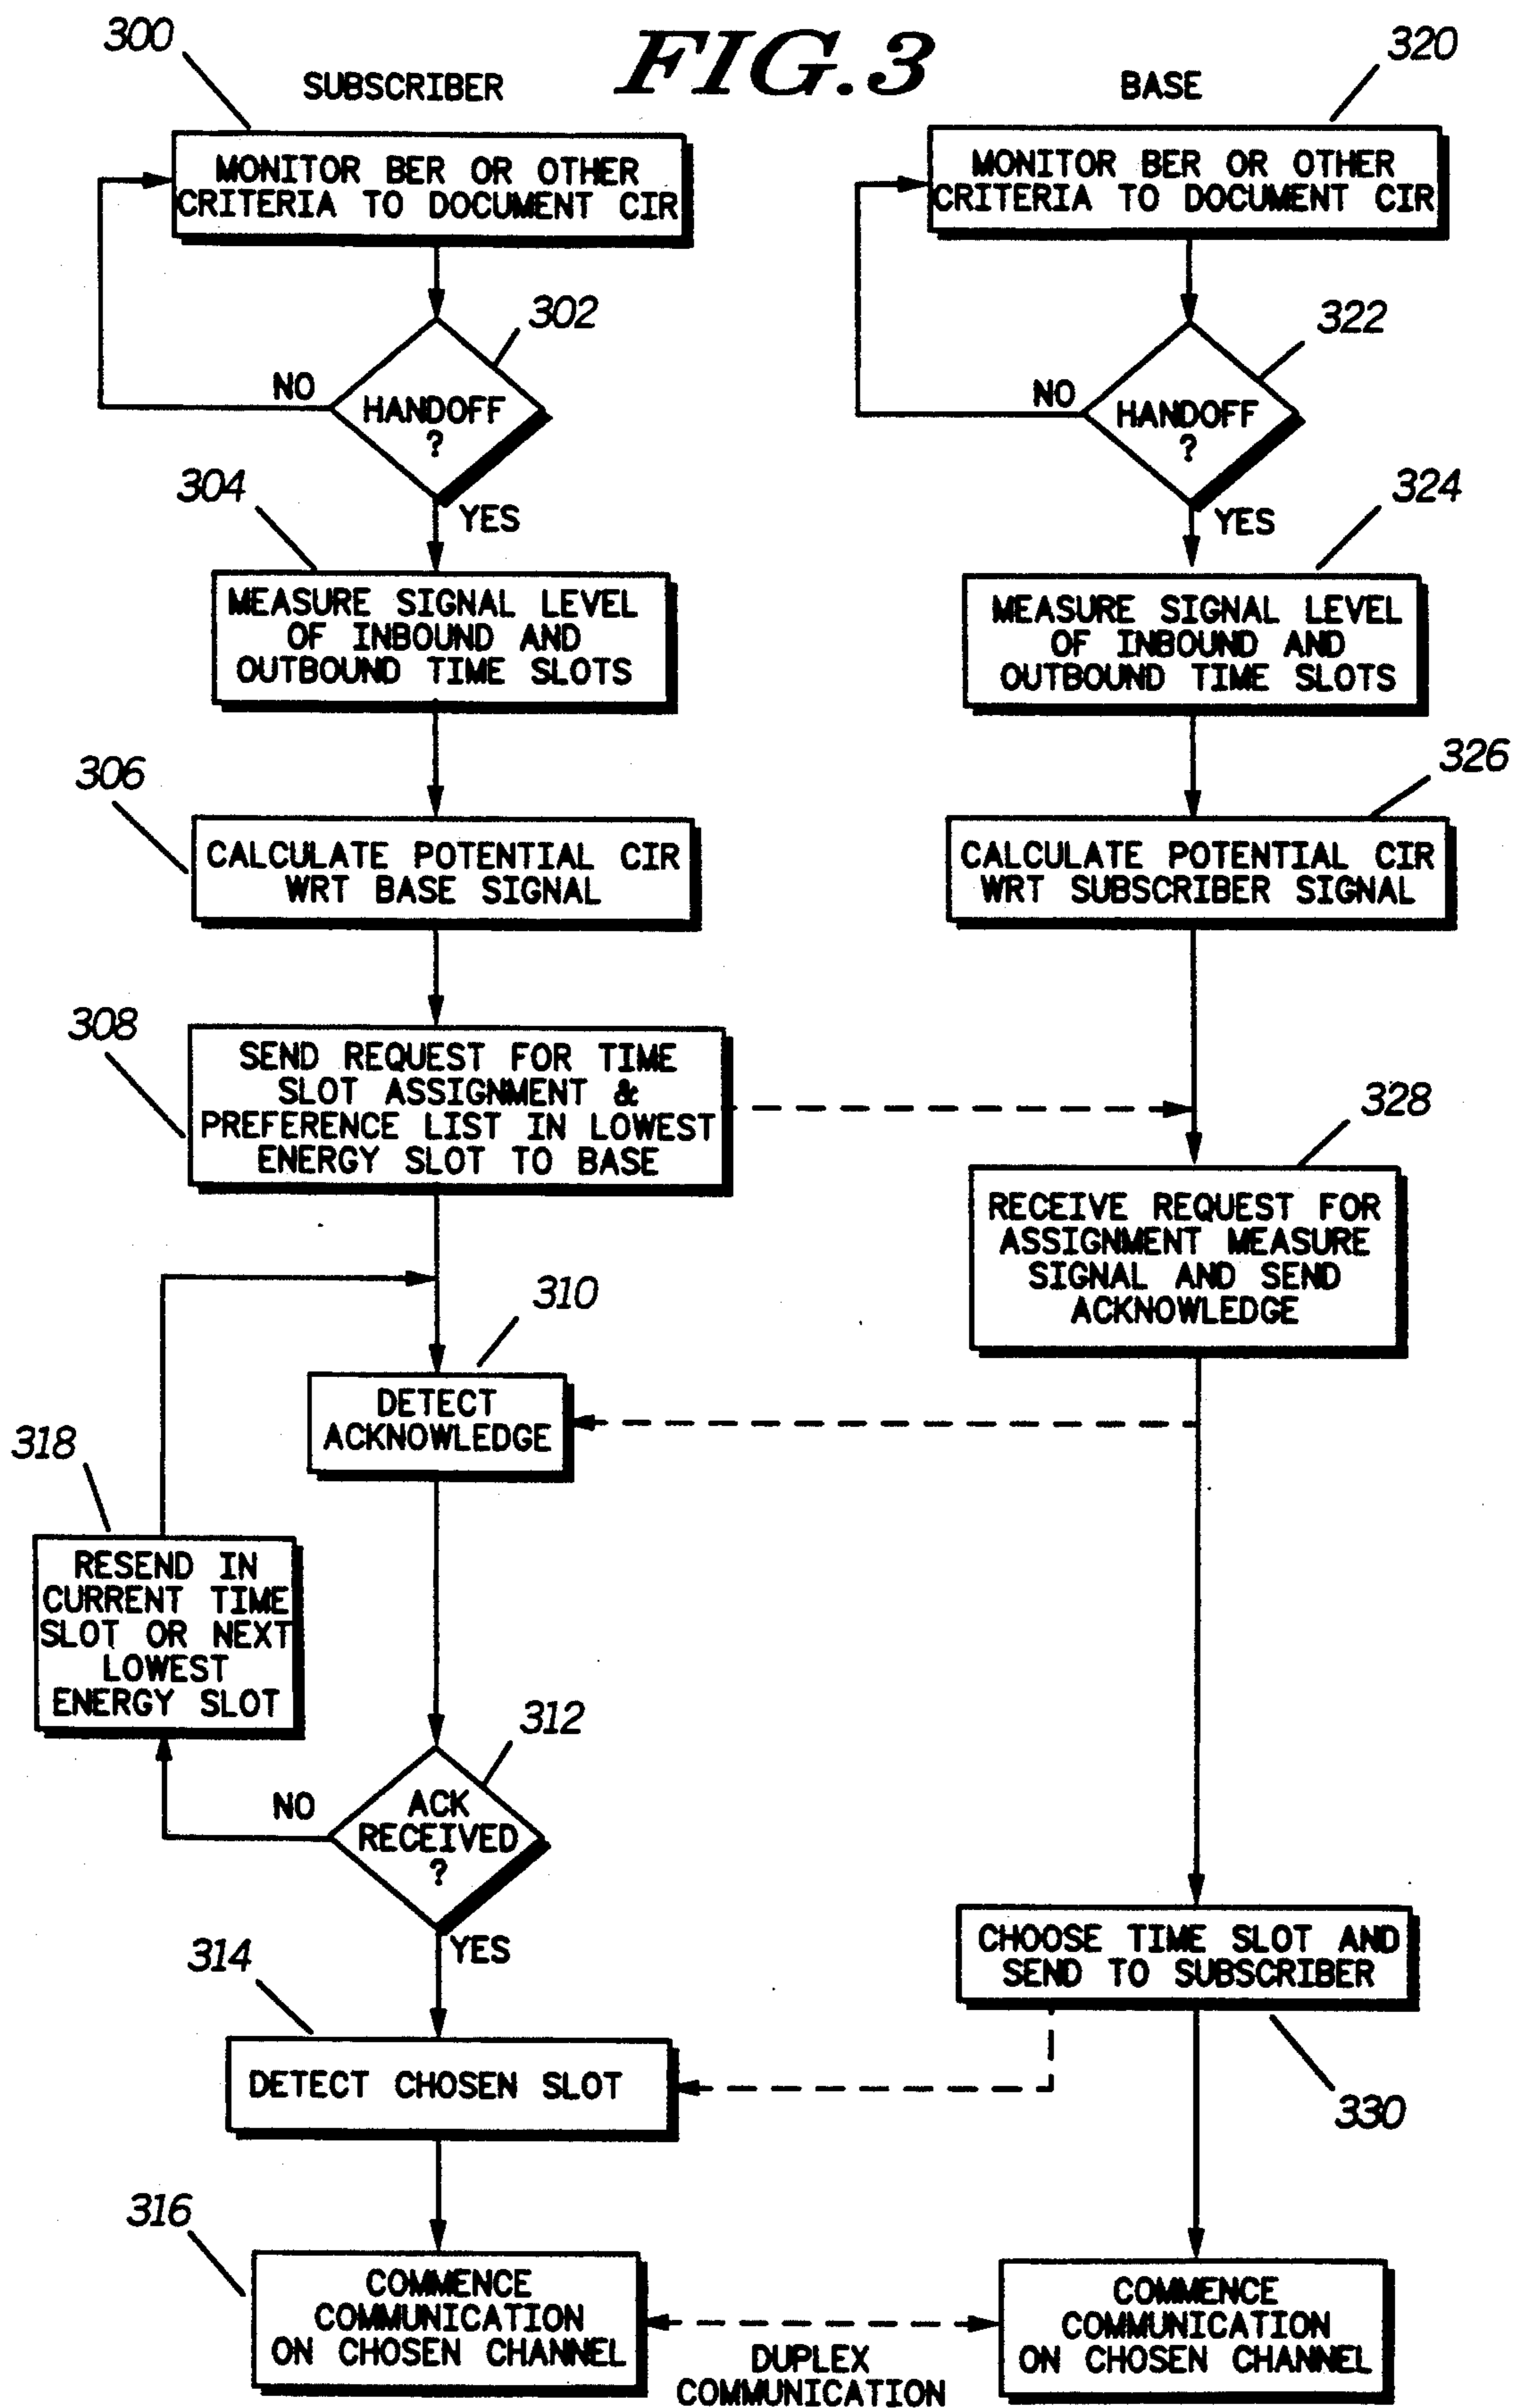 FIG.3
300
SUBSCRIBER
MONITOR BER OR OTHER
CRITERIA TO DOCUMENT CIR
302
NO
HANDOFF
?
YES
304
MEASURE SIGNAL LEVEL
OF INBOUND AND
OUTBOUND TIME SLOTS
306
CALCULATE POTENTIAL CIR
WRT BASE SIGNAL
308
SEND REQUEST FOR TIME
SLOT ASSIGNMENT &
PREFERENCE LIST IN LOWEST
ENERGY SLOT TO BASE
310
DETECT
ACKNOWLEDGE
318
RESEND IN
CURRENT TIME
SLOT OR NEXT
LOWEST
ENERGY SLOT
312
NO
ACK
RECEIVED
?
YES
314
DETECT CHOSEN SLOT
316
COMMENCE
COMMUNICATION
ON CHOSEN CHANNEL
320
BASE
MONITOR BER OR OTHER
CRITERIA TO DOCUMENT CIR
322
NO
HANDOFF
?
YES
324
MEASURE SIGNAL LEVEL
OF INBOUND AND
OUTBOUND TIME SLOTS
326
CALCULATE POTENTIAL CIR
WRT SUBSCRIBER SIGNAL
328
RECEIVE REQUEST FOR
ASSIGNMENT MEASURE
SIGNAL AND SEND
ACKNOWLEDGE
CHOOSE TIME SLOT AND
SEND TO SUBSCRIBER
330
COMMENCE
COMMUNICATION
ON CHOSEN CHANNEL
DUPLEX
COMMUNICATION